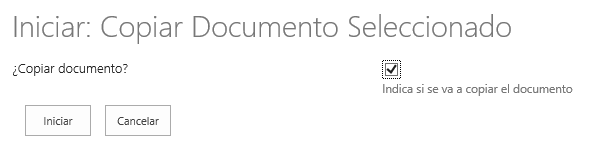 Iniciar: Copiar Documento Seleccionado
¿Copiar documento?
Indica si se va a copiar el documento
Iniciar
Cancelar